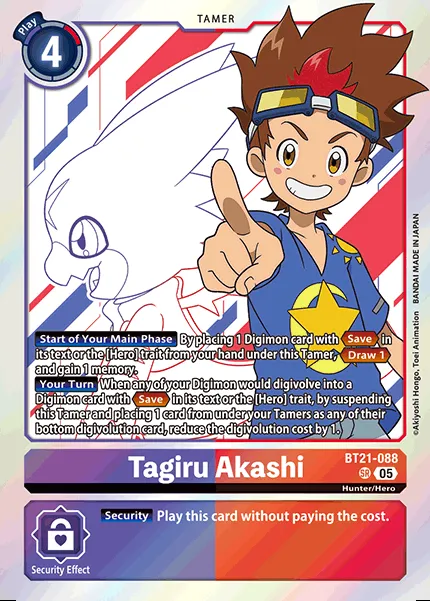 TAMER
Play
4
Start of Your Main Phase By placing 1 Digimon card with Save in
its text or the [Hero] trait from your hand under this Tamer, Draw 1
and gain 1 memory.
Your Turn When any of your Digimon would digivolve into a
Digimon card with Save in its text or the [Hero] trait, by suspending
this Tamer and placing 1 card from under your Tamers as any of their
bottom digivolution card, reduce the digivolution cost by 1.
©Akiyoshi Hongo, Toei Animation BANDAI MADE IN JAPAN
Tagiru Akashi
BT21-088
SR 05
Hunter/Hero
Security Play this card without paying the cost.
Security Effect